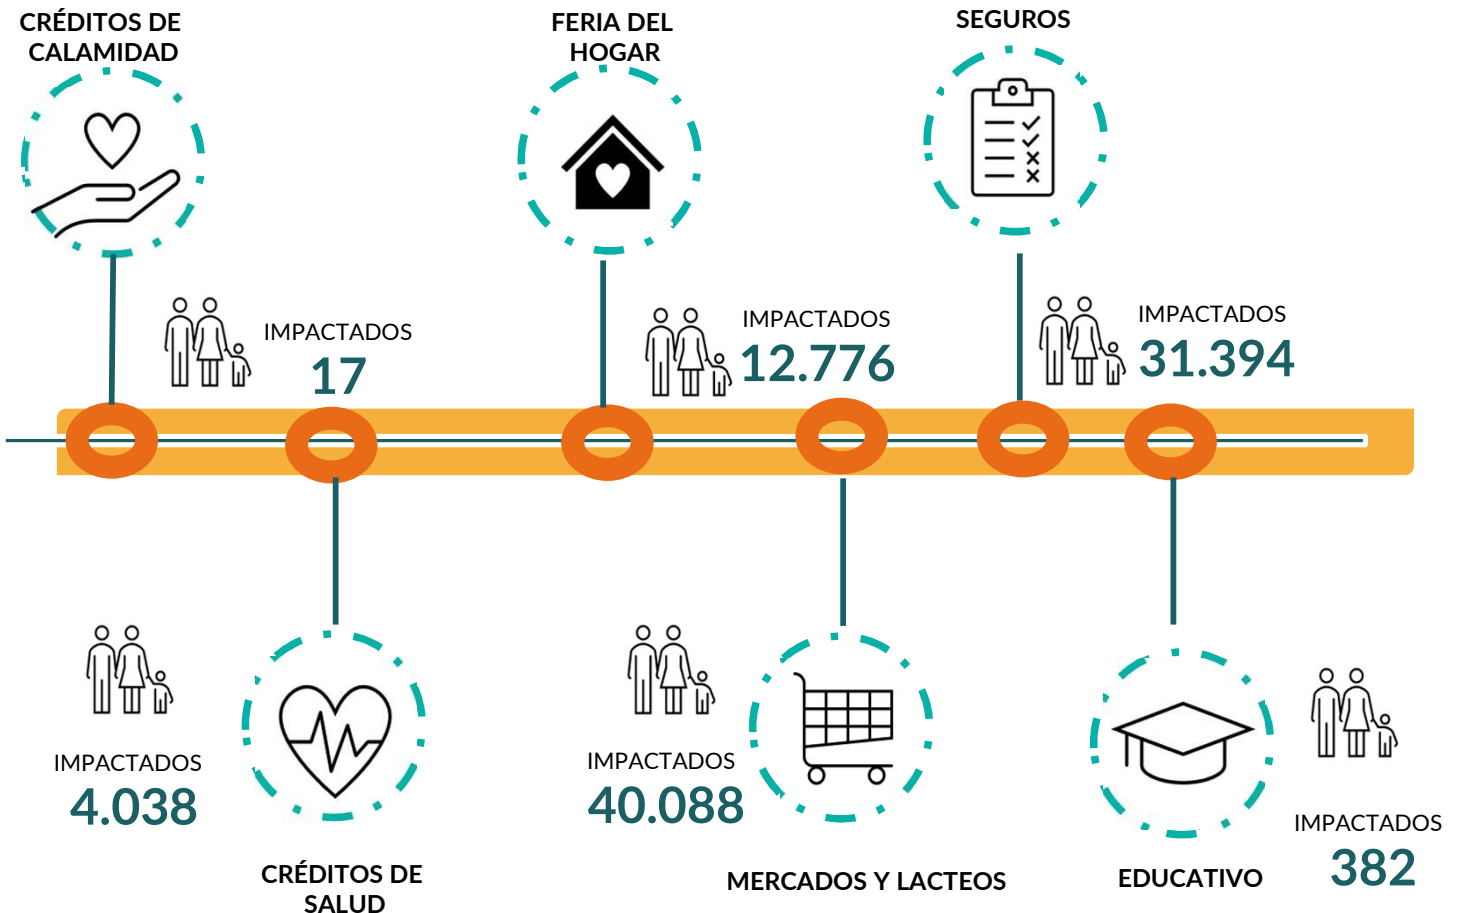 CRÉDITOS DE
CALAMIDAD
IMPACTADOS
17
FERIA DEL
HOGAR
IMPACTADOS
12.776
SEGUROS
IMPACTADOS
31.394
IMPACTADOS
4.038
CRÉDITOS DE
SALUD
IMPACTADOS
40.088
MERCADOS Y LACTEOS
EDUCATIVO
IMPACTADOS
382